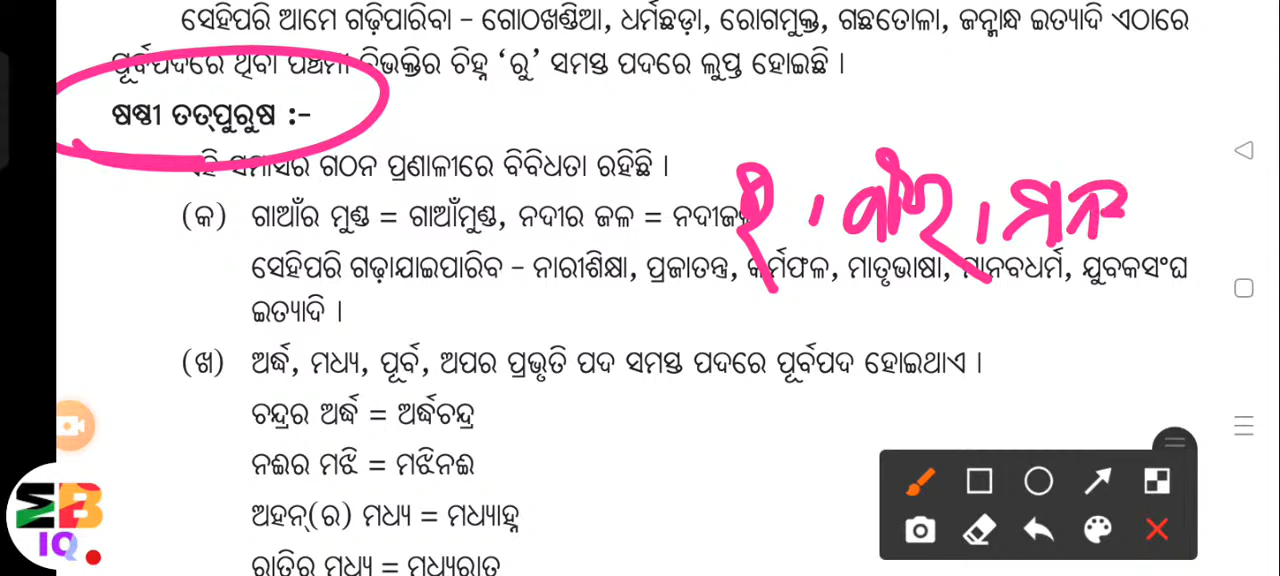 ସେହିପରି ଆମେ ଗଢ଼ିପାରିବା – ଗୋଠଖଣ୍ଡିଆ, ଧର୍ମଛଡ଼ା, ରୋଗମୁକ୍ତ, ଗଛତୋଳା, ଜନ୍ମାନ୍ଧ ଇତ୍ୟାଦି ଏଠାରେ
ପୂର୍ବପଦରେ ଥିବା ପଞ୍ଚମୀ ବିଭକ୍ତିର ଚିହ୍ନ ‘ରୁ’ ସମସ୍ତ ପଦରେ ଲୁପ୍ତ ହୋଇଛି ।
ଷଷ୍ଠୀ ତତ୍ପୁରୁଷ :-
ଏହି ସମାସର ଗଠନ ପ୍ରଣାଳୀରେ ବିବିଧତା ରହିଛି ।
(କ) ଗାଆଁର ମୁଣ୍ଡ = ଗାଆଁମୁଣ୍ଡ, ନଦୀର ଜଳ = ନଦୀଜଳ
ସେହିପରି ଗଢ଼ାଯାଇପାରିବ – ନାରୀଶିକ୍ଷା, ପ୍ରଜାତନ୍ତ୍ର, କର୍ମଫଳ, ମାତୃଭାଷା, ମାନବଧର୍ମ, ଯୁବକସଂଘ
ଇତ୍ୟାଦି ।
(ଖ) ଅର୍ଦ୍ଧ, ମଧ୍ୟ, ପୂର୍ବ, ଅପର ପ୍ରଭୃତି ପଦ ସମସ୍ତ ପଦରେ ପୂର୍ବପଦ ହୋଇଥାଏ ।
ଚନ୍ଦ୍ରର ଅର୍ଦ୍ଧ = ଅର୍ଦ୍ଧଚନ୍ଦ୍ର
ନଈର ମଝି = ମଝିନଈ
ଅହନ୍(ର) ମଧ୍ୟ = ମଧ୍ୟାହ୍ନ
ରାତିର ମଧ୍ୟ = ମଧ୍ୟରାତ
IQ